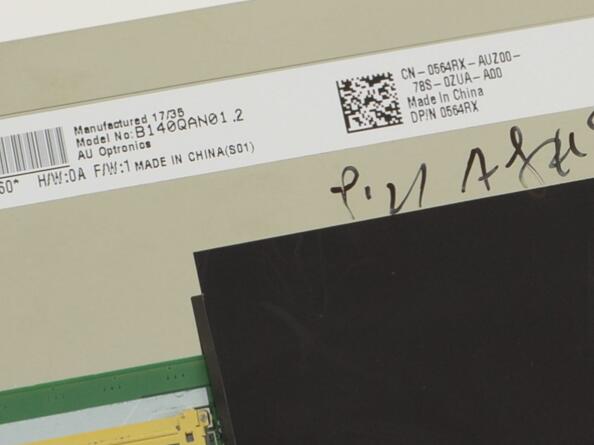 Manufactured 17/35
Model No:B140QAN01.2
AU Optronics
60* H/W:0A F/W:1 MADE IN CHINA(S01)
CN-0564RX-AUZ00-
78S-0ZUA-A00
Made in China
DP/N 0564RX